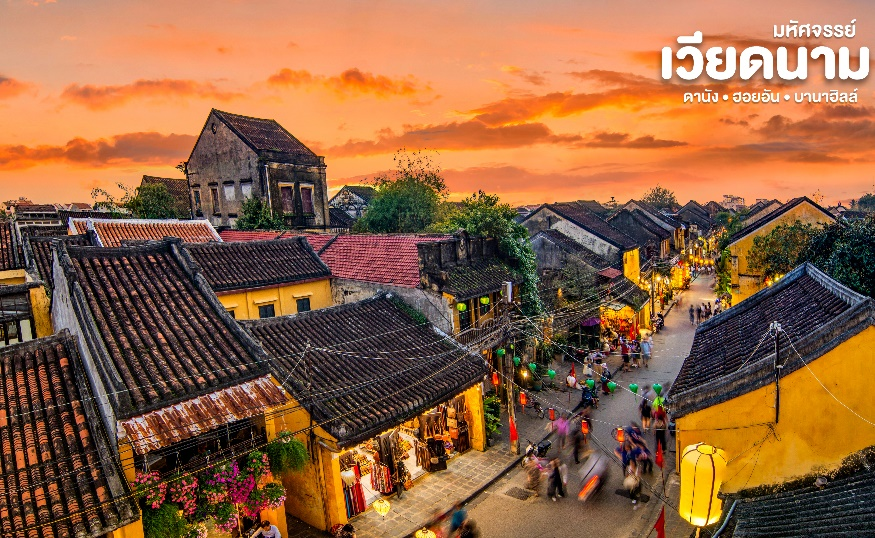 มหัศจรรย์
เวียดนาม
ดานัง • ฮอยอัน • บานาฮิลล์